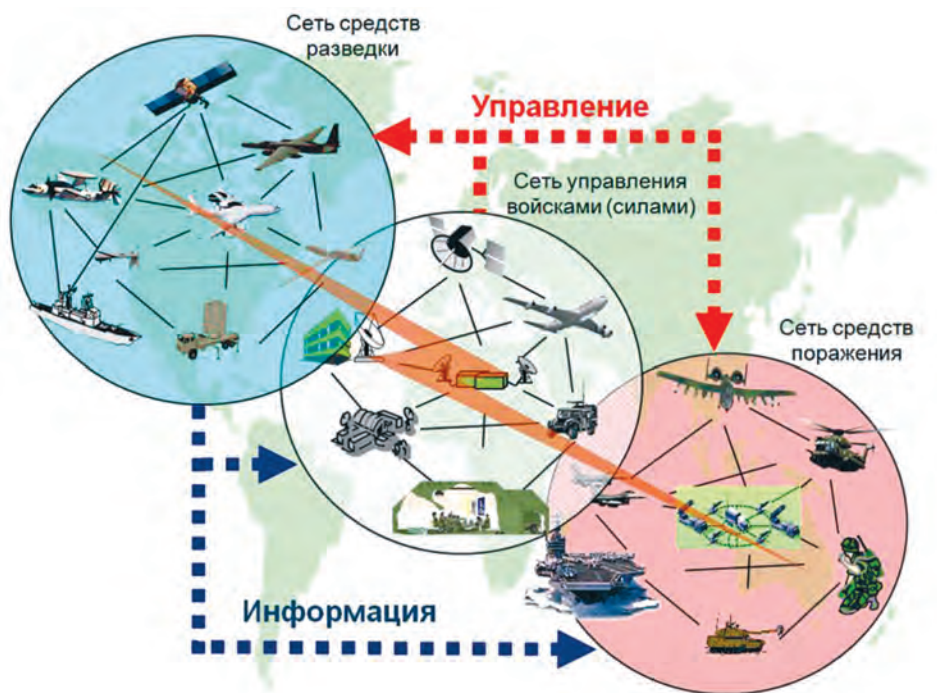 Сеть средств
разведки
Управление
Сеть управления
войсками (силами)
Сеть средств
поражения
Информация